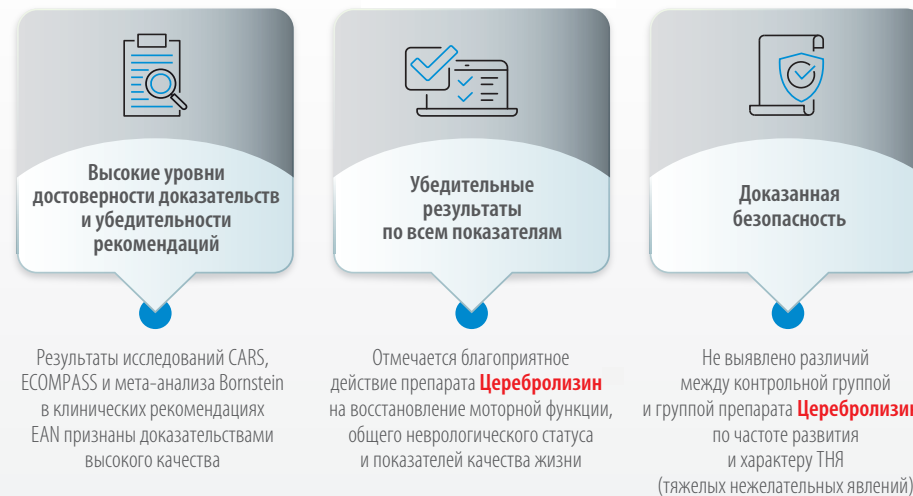 Высокие уровни
достоверности доказательств
и убедительности
рекомендаций
Результаты исследований CARS,
ECOMPASS и мета-анализа Bornstein
в клинических рекомендациях
EAN признаны доказательствами
высокого качества
Убедительные
результаты
по всем показателям
Отмечается благоприятное
действие препарата Церебролизин
на восстановление моторной функции,
общего неврологического статуса
и показателей качества жизни
Доказанная
безопасность
Не выявлено различий
между контрольной группой
и группой препарата Церебролизин
по частоте развития
и характеру ТНЯ
(тяжелых нежелательных явлений)